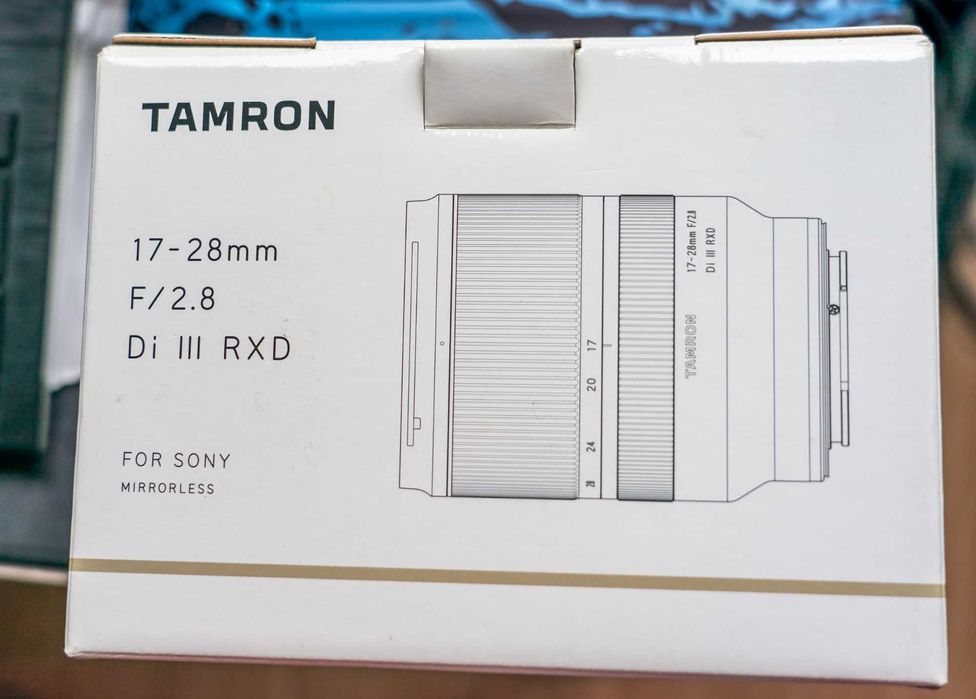 TAMRON
17-28mm
F/2.8
Di III RXD
FOR SONY
MIRRORLESS
17
20
24
28
TAMRON
17-28mm F/2.8
Di III RXD